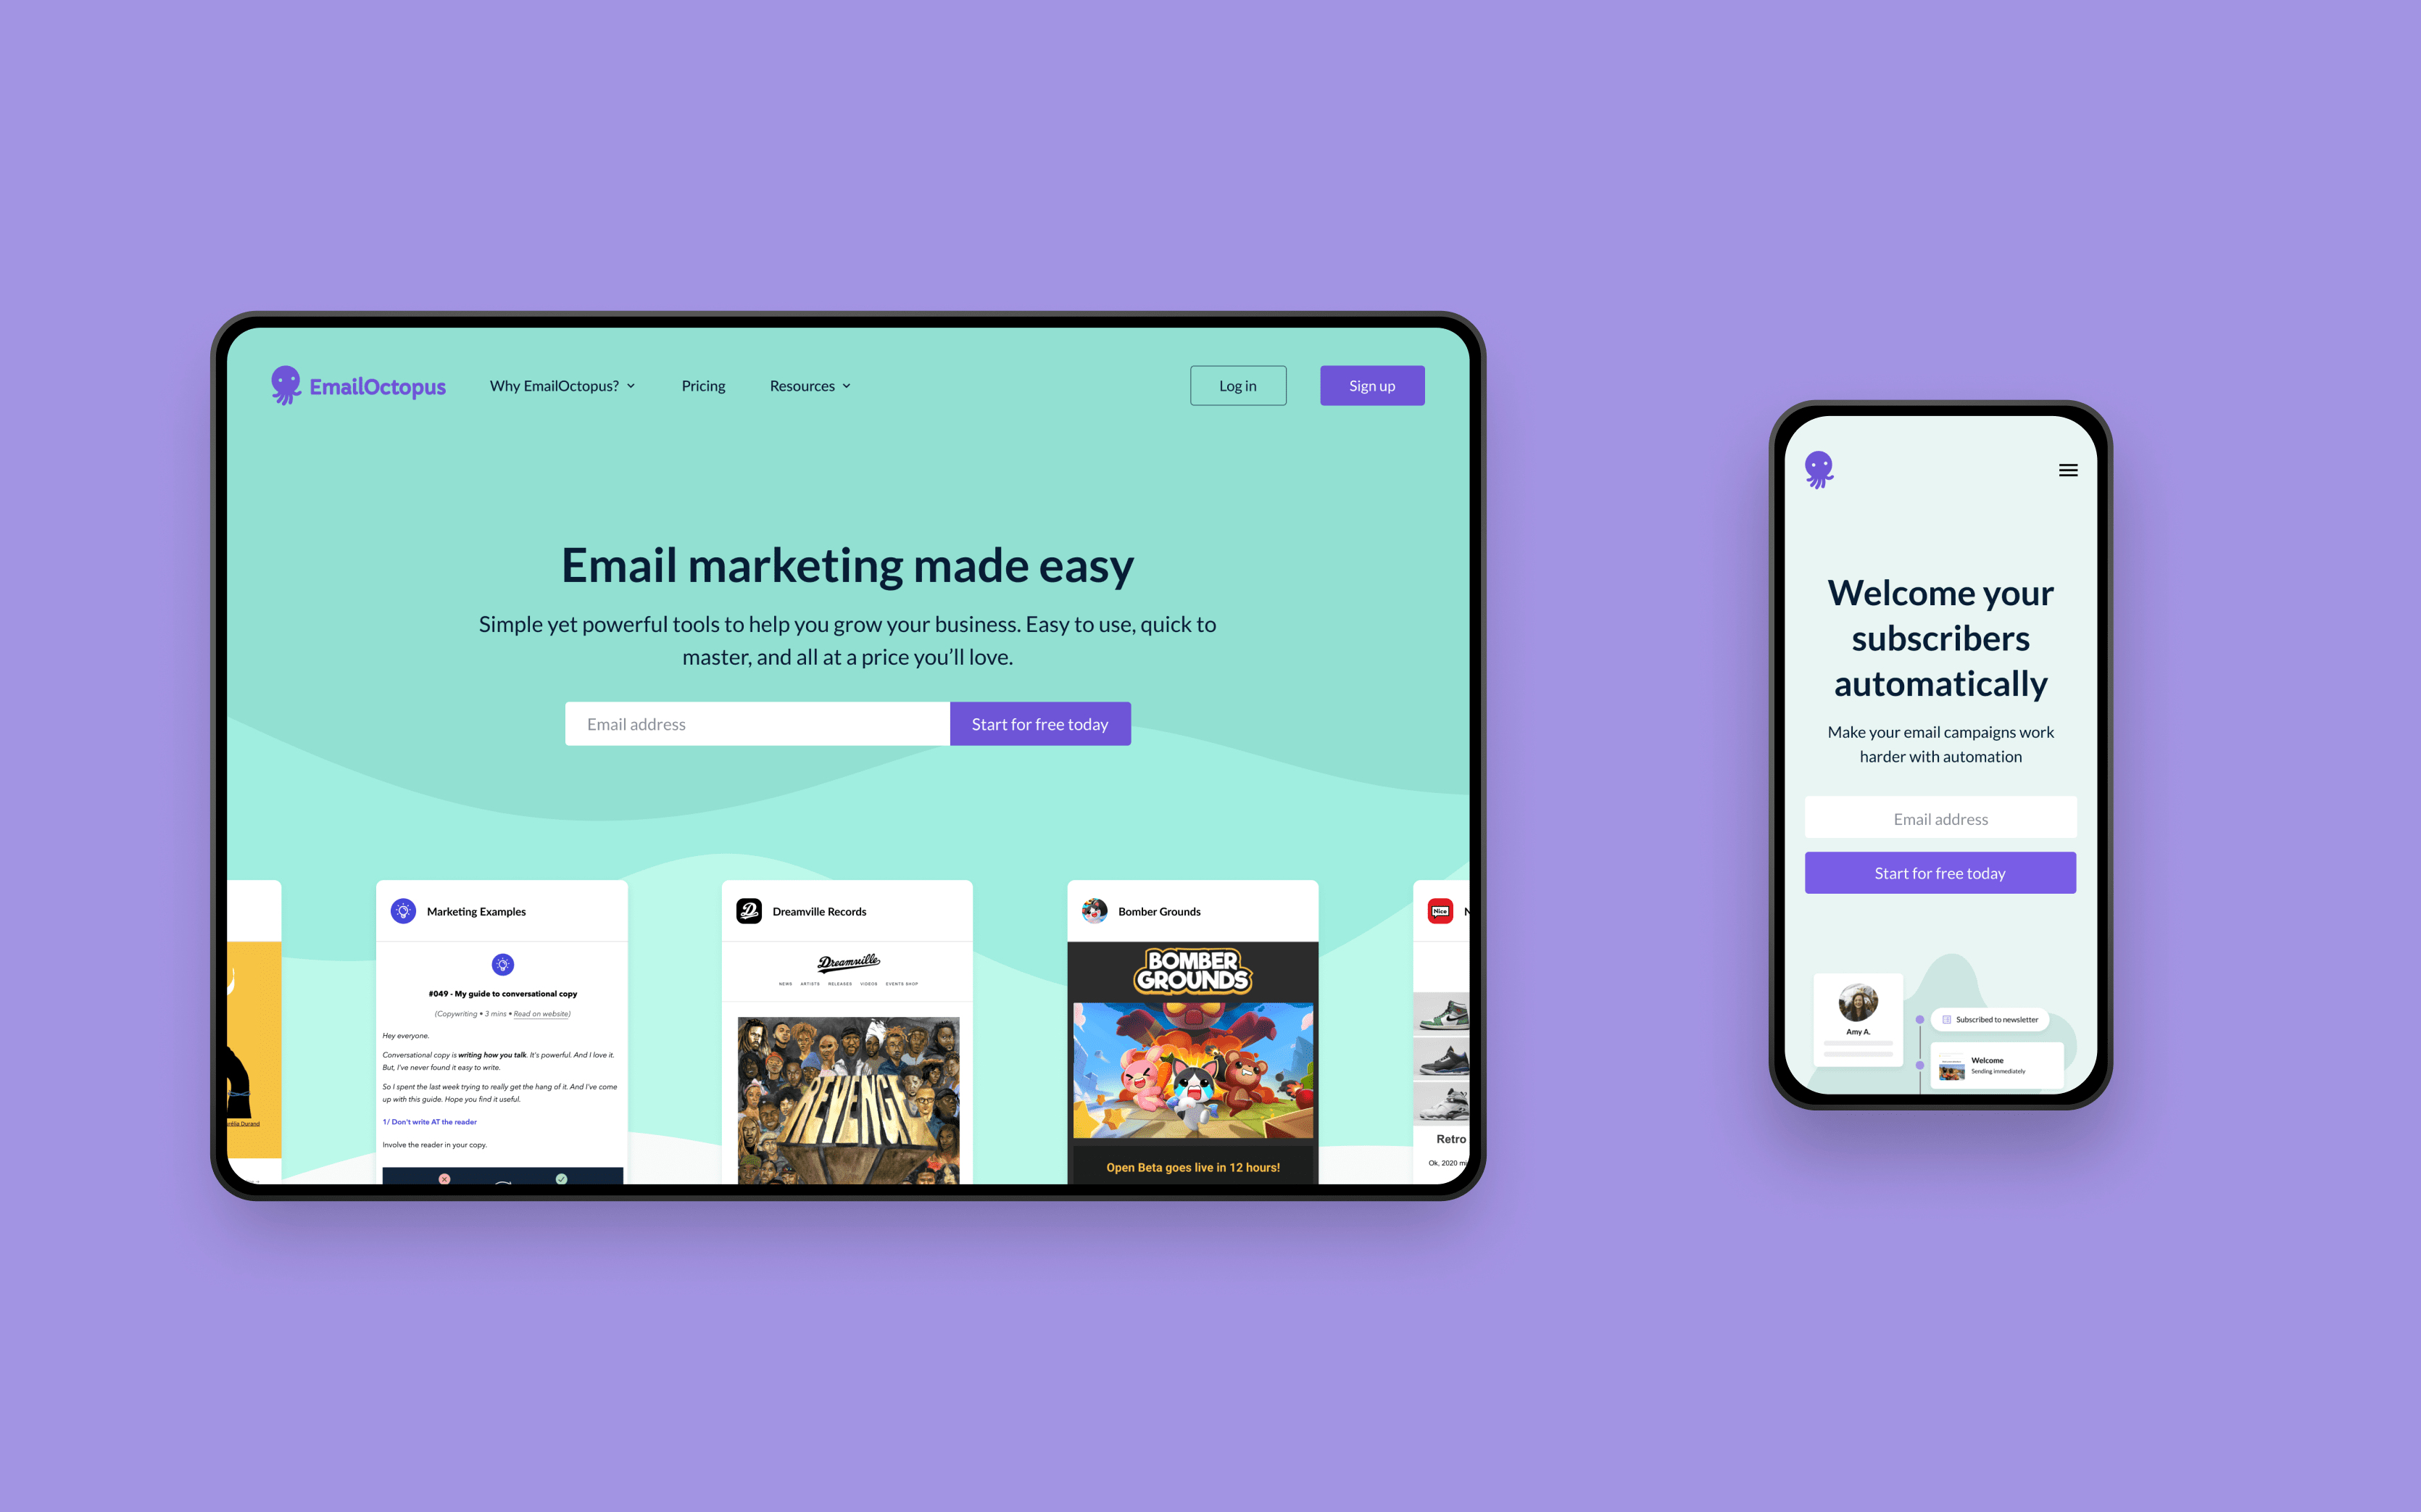 EmailOctopus
Why EmailOctopus?
Pricing
Resources
Log in
Sign up
Email marketing made easy
Simple yet powerful tools to help you grow your business. Easy to use, quick to
master, and all at a price you’ll love.
Email address
Start for free today
Marketing Examples
#049 - My guide to conversational copy
(Copywriting • 3 mins • Read on website)
Hey everyone.
Conversational copy is writing how you talk. It's powerful. And I love it.
But, I've never found it easy to write.
So I spent the last week trying to really get the hang of it. And I've come
up with this guide. Hope you find it useful.
1/ Don't write AT the reader
Involve the reader in your copy.
Dreamville Records
Dreamville
NEWS ARTISTS RELEASES VIDEOS EVENTS SHOP
REVENGE
Bomber Grounds
BOMBER
GROUNDS
Open Beta goes live in 12 hours!
Nice
Retro
Ok, 2020
Durand
Welcome your
subscribers
automatically
Make your email campaigns work
harder with automation
Email address
Start for free today
Amy A.
Subscribed to newsletter
Welcome
Sending immediately